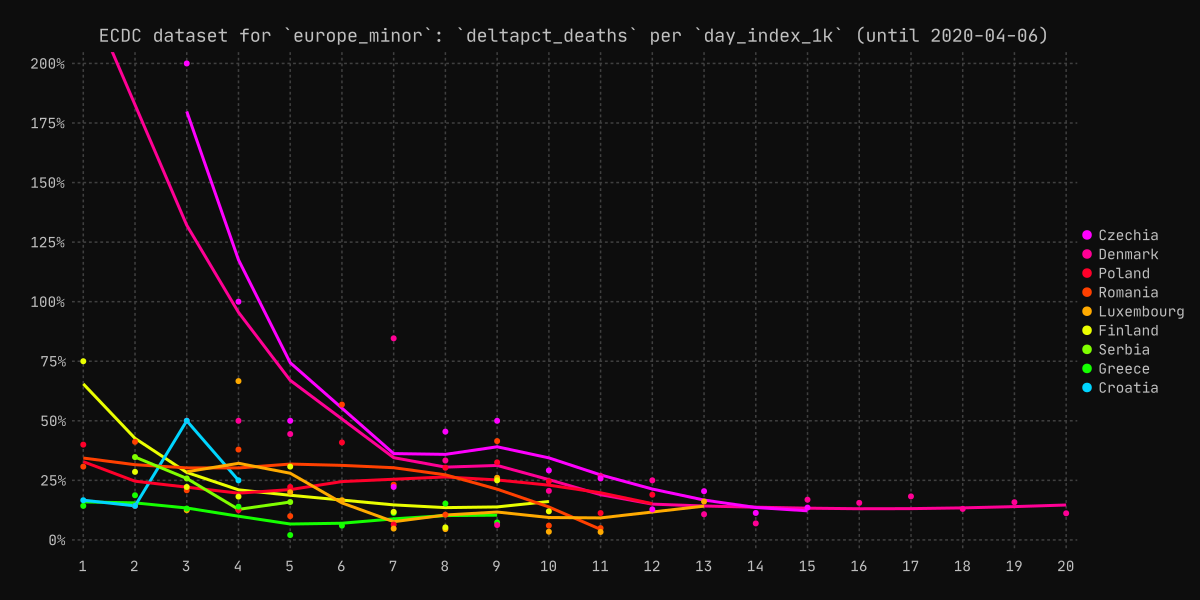 ECDC dataset for `europe_minor`: `deltapct_deaths` per `day_index_1k` (until 2020-04-06)
200%
175%
150%
125%
100%
75%
50%
25%
0%
1 2 3 4 5 6 7 8 9 10 11 12 13 14 15 16 17 18 19 20
Czechia
Denmark
Poland
Romania
Luxembourg
Finland
Serbia
Greece
Croatia